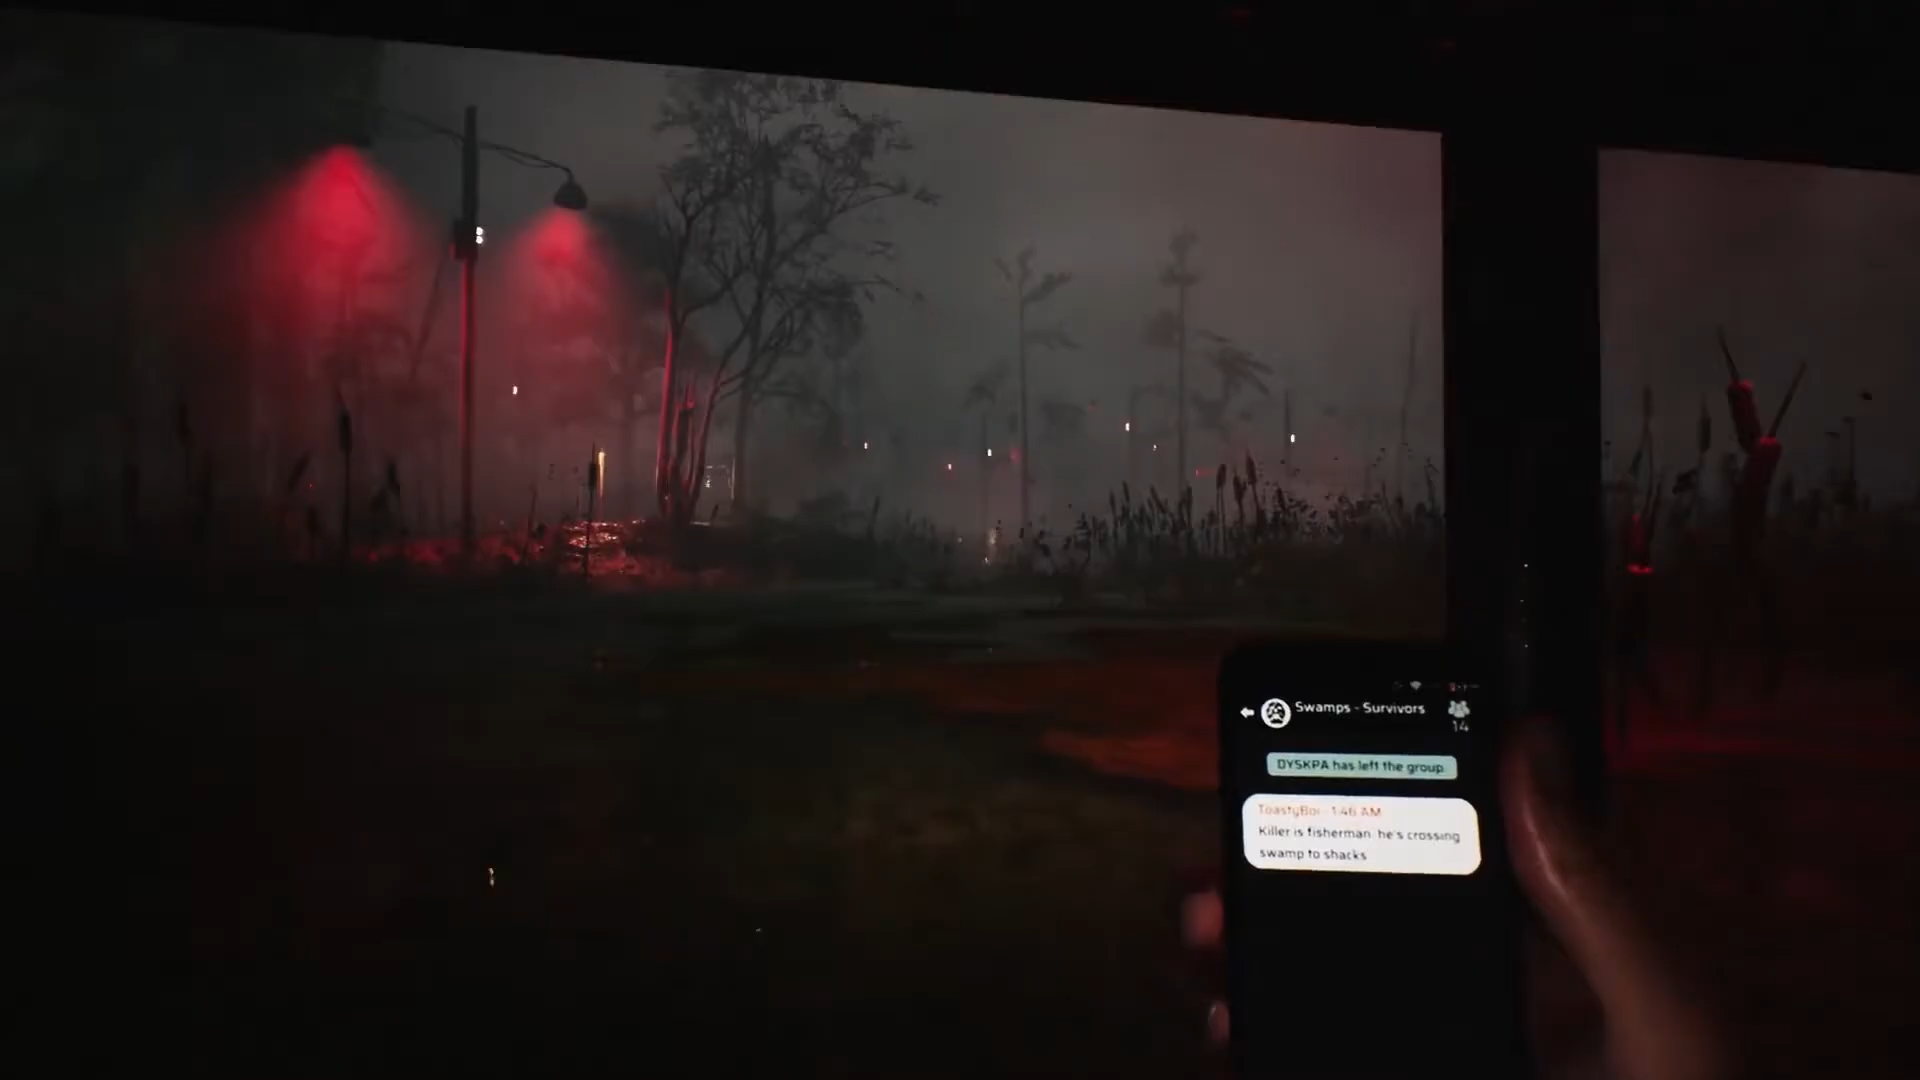 Swamps - Survivors
14
DYSKPA has left the group
ToastyBoi - 1:46 AM
Killer is fisherman he's crossing
swamp to shacks